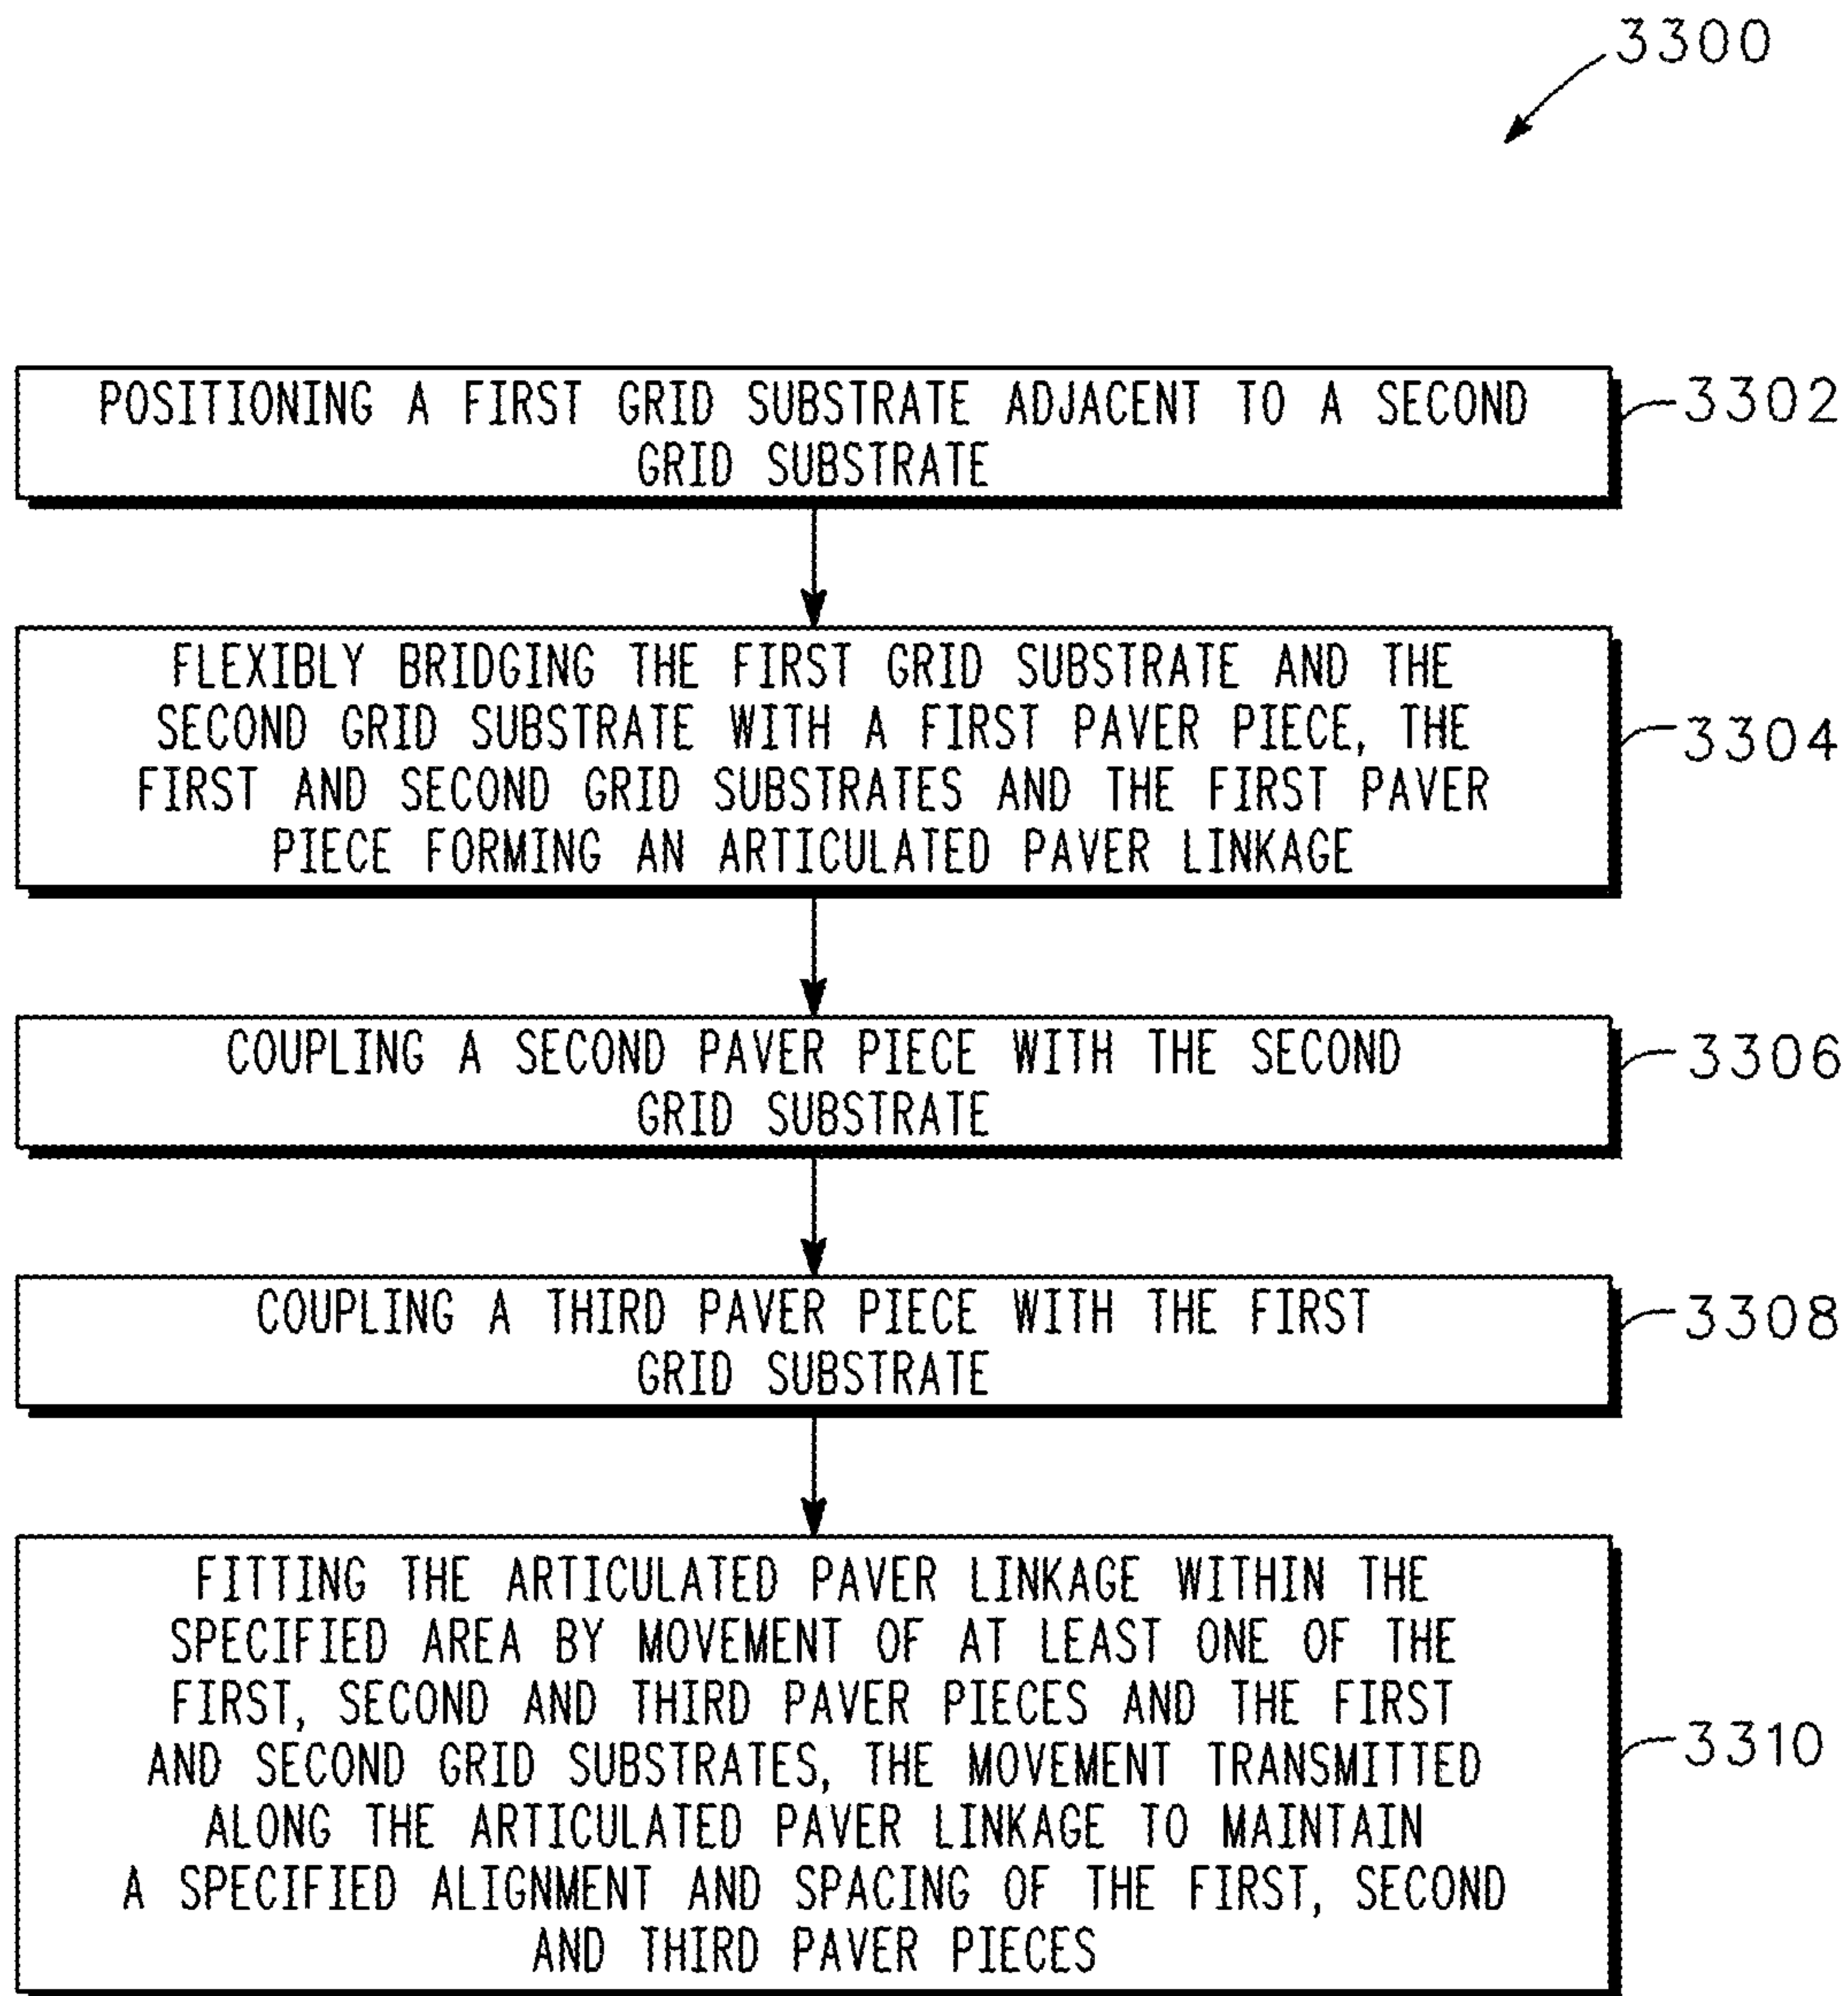 3300
POSITIONING A FIRST GRID SUBSTRATE ADJACENT TO A SECOND
GRID SUBSTRATE
3302
FLEXIBLY BRIDGING THE FIRST GRID SUBSTRATE AND THE
SECOND GRID SUBSTRATE WITH A FIRST PAVER PIECE, THE
FIRST AND SECOND GRID SUBSTRATES AND THE FIRST PAVER
PIECE FORMING AN ARTICULATED PAVER LINKAGE
3304
COUPLING A SECOND PAVER PIECE WITH THE SECOND
GRID SUBSTRATE
3306
COUPLING A THIRD PAVER PIECE WITH THE FIRST
GRID SUBSTRATE
3308
FITTING THE ARTICULATED PAVER LINKAGE WITHIN THE
SPECIFIED AREA BY MOVEMENT OF AT LEAST ONE OF THE
FIRST, SECOND AND THIRD PAVER PIECES AND THE FIRST
AND SECOND GRID SUBSTRATES, THE MOVEMENT TRANSMITTED
ALONG THE ARTICULATED PAVER LINKAGE TO MAINTAIN
A SPECIFIED ALIGNMENT AND SPACING OF THE FIRST, SECOND
AND THIRD PAVER PIECES
3310